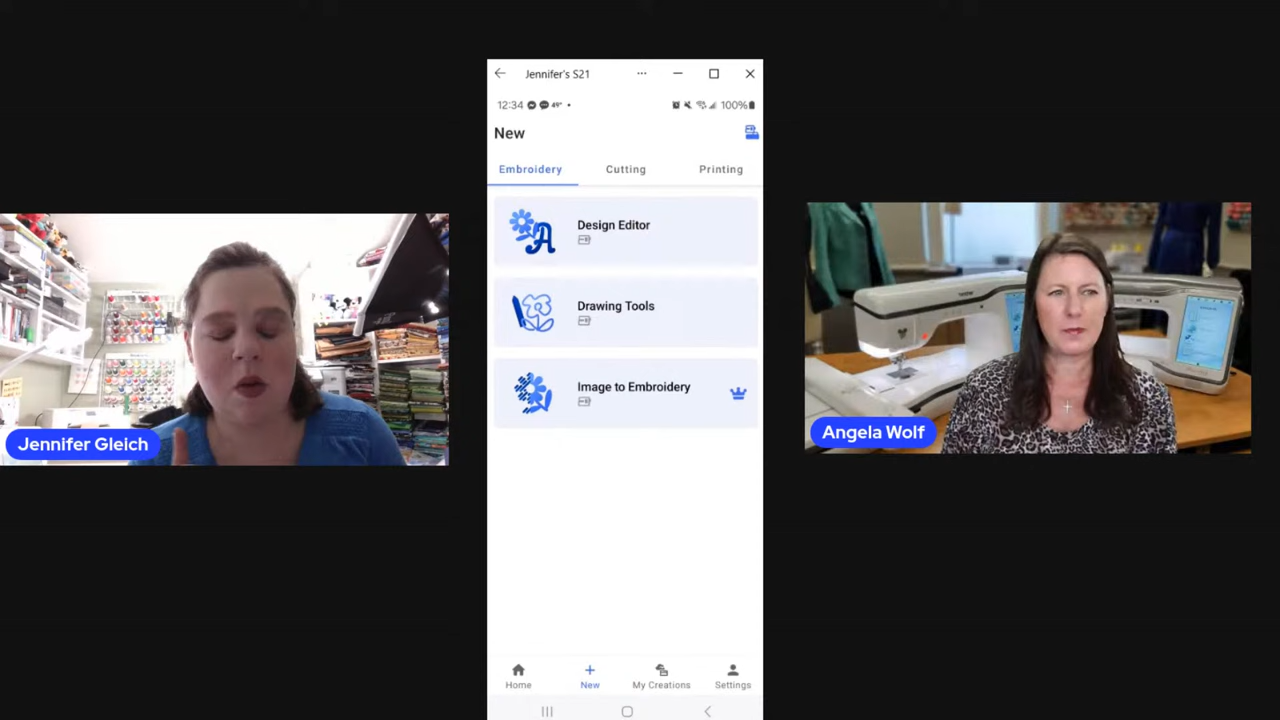 Jennifer's S21
12:34
49°
100%
New
Embroidery
Cutting
Printing
Design Editor
Drawing Tools
Image to Embroidery
Home
New
My Creations
Settings
Jennifer Gleich
Angela Wolf